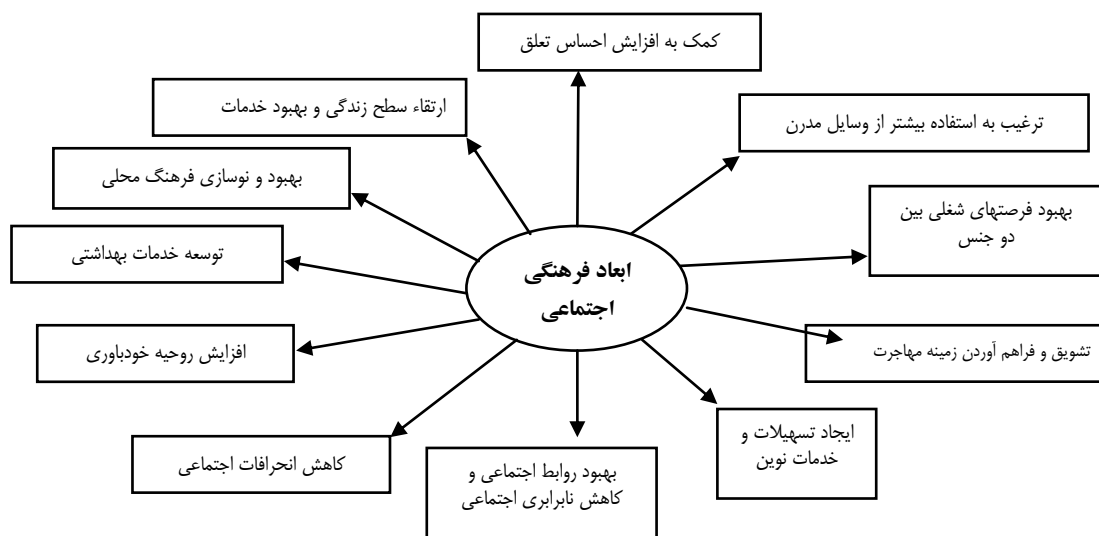 کمک به افزایش احساس تعلق
ترغیب به استفاده بیشتر از وسایل مدرن
ارتقاء سطح زندگی و بهبود خدمات
بهبود و نوسازی فرهنگ محلی
بهبود فرصتهای شغلی بین
دو جنس
توسعه خدمات بهداشتی
ابعاد فرهنگی
اجتماعی
تشویق و فراهم آوردن زمینه مهاجرت
افزایش روحیه خودباوری
ایجاد تسهیلات و
خدمات نوین
بهبود روابط اجتماعی و
کاهش نابرابری اجتماعی
کاهش انحرافات اجتماعی